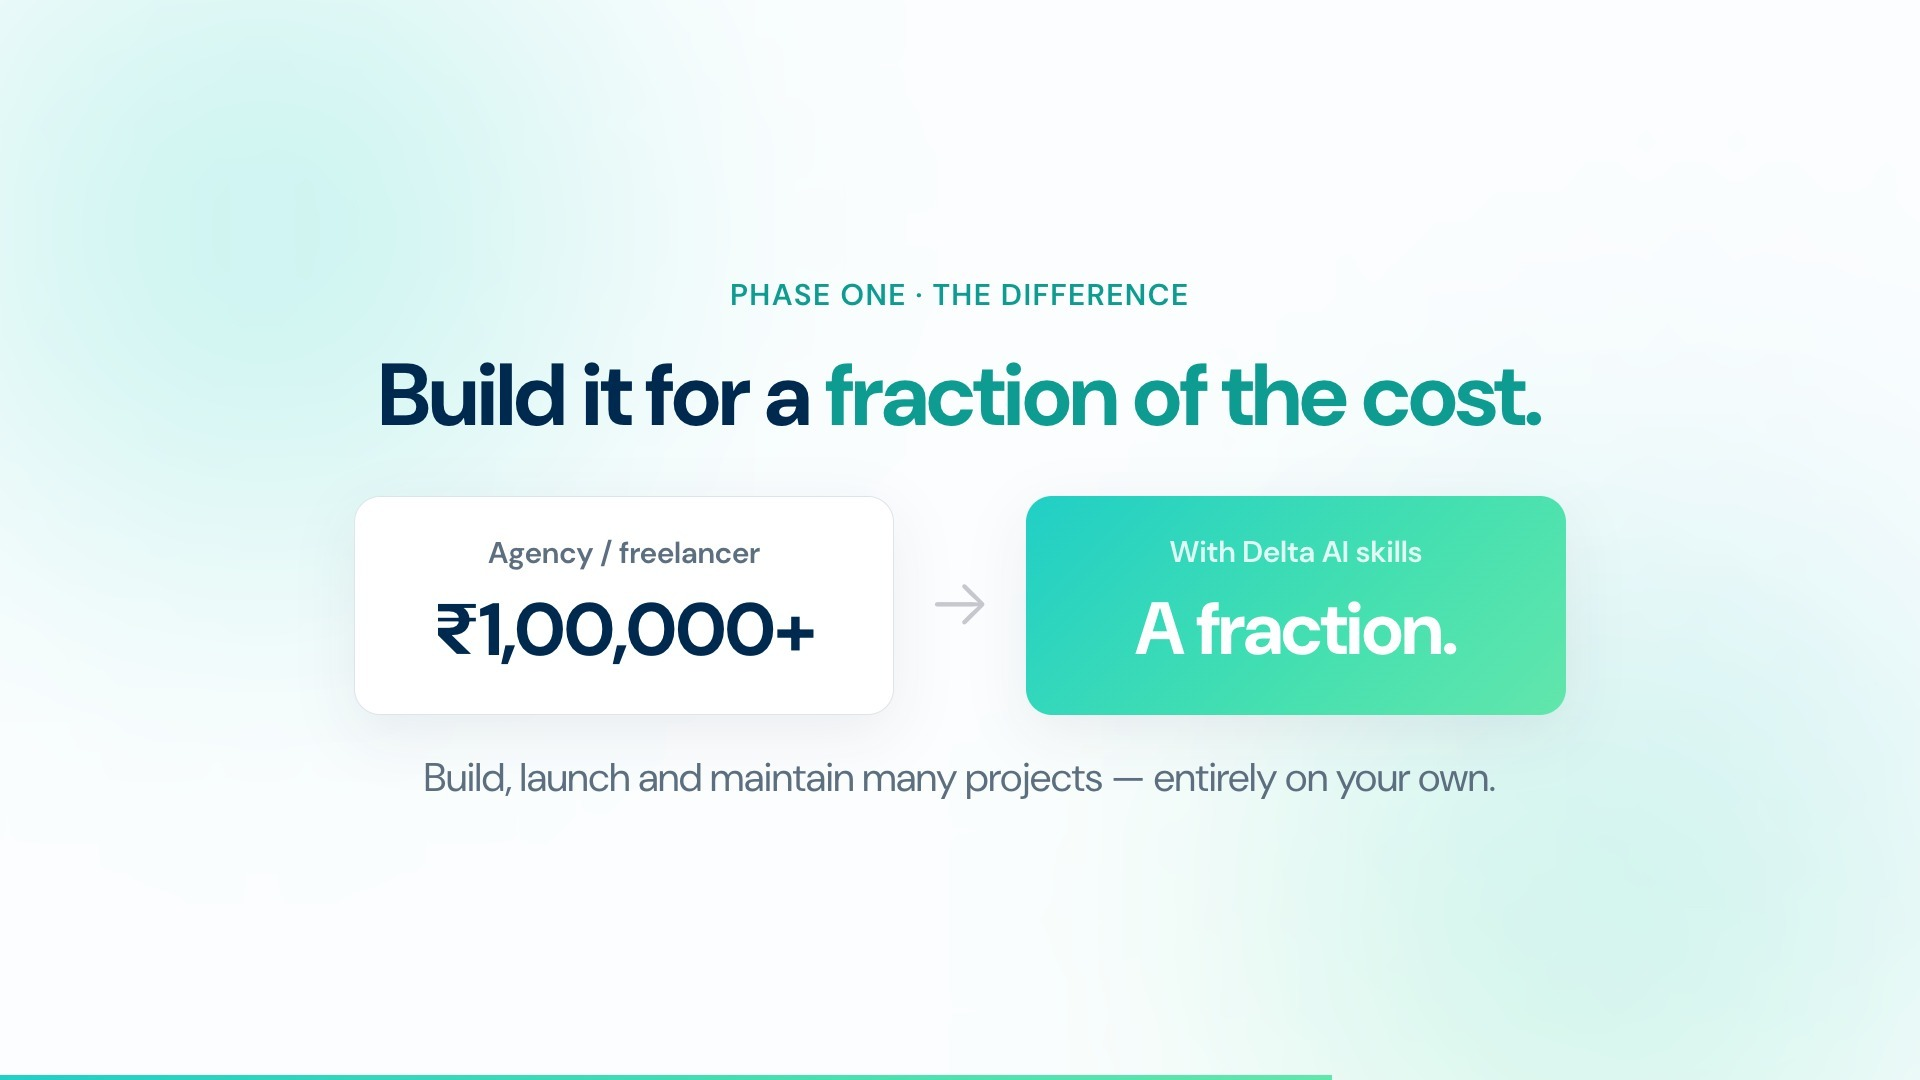 PHASE ONE · THE DIFFERENCE
Build it for a fraction of the cost.
Agency / freelancer
₹1,00,000+
With Delta AI skills
A fraction.
Build, launch and maintain many projects — entirely on your own.